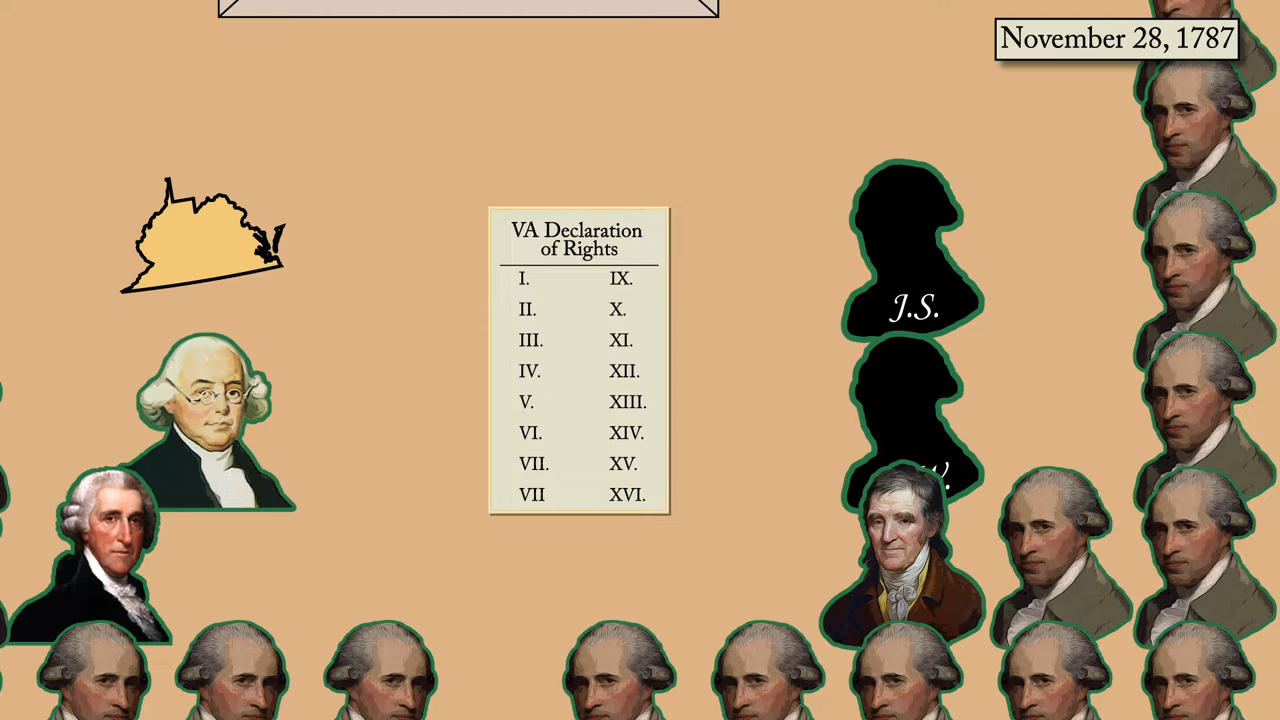 November 28, 1787
VA Declaration
of Rights
I.
II.
III.
IV.
V.
VI.
VII.
VII
IX.
X.
XI.
XII.
XIII.
XIV.
XV.
XVI.
J.S.
W.